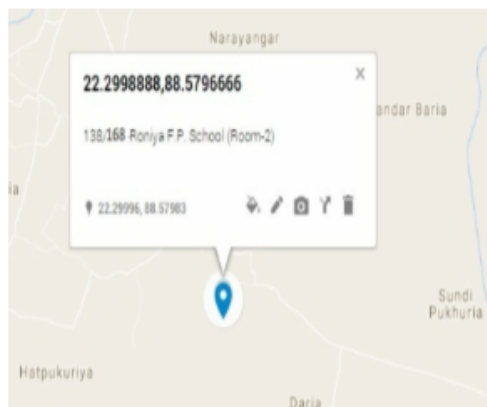 Narayangar
22.2998888,88.5796666
138/168-Roniya F.P. School (Room-2)
andar Baria
ia
22.29996, 88.57983
Sundi
Pukhuria
Hatpukuriya
Daria